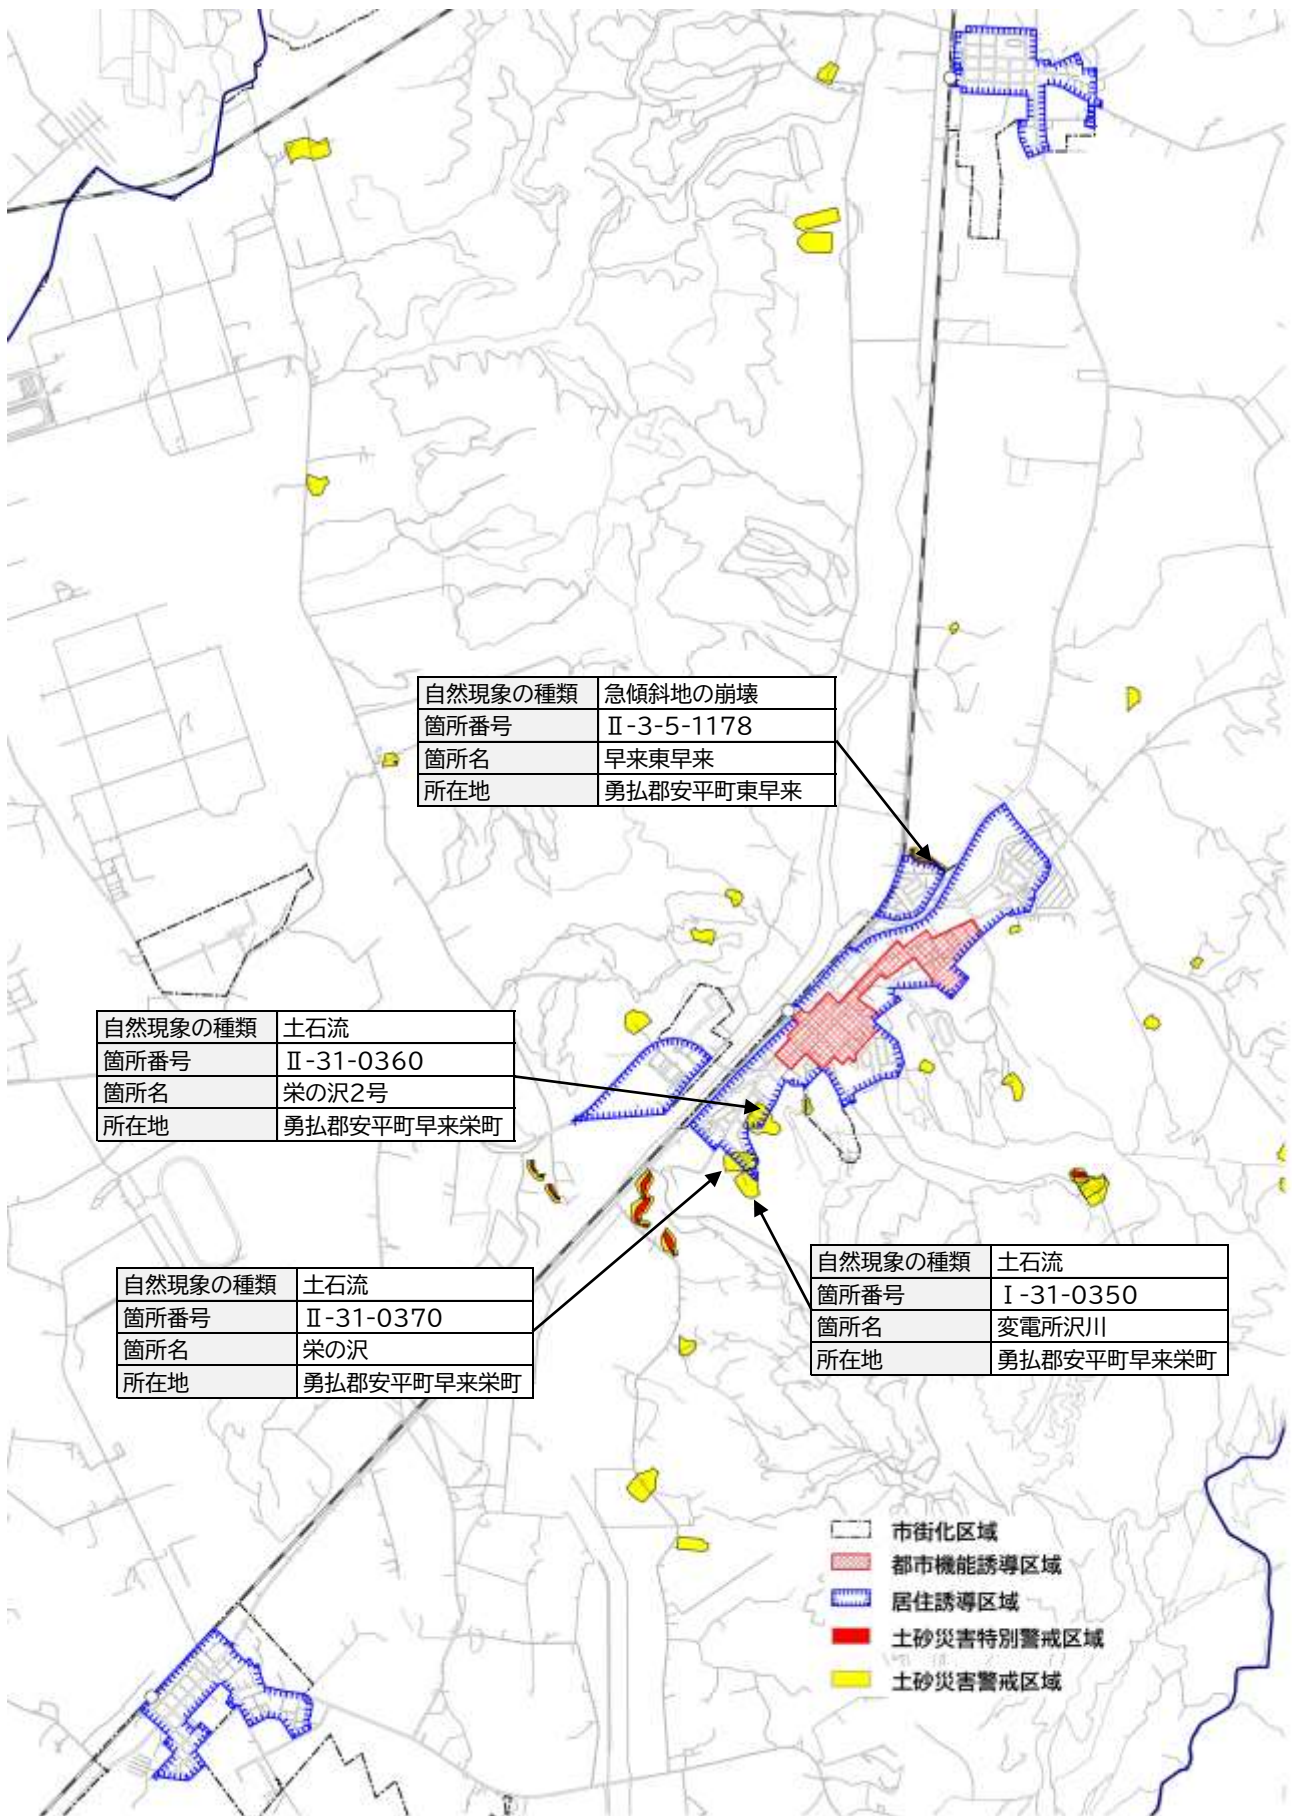 自然現象の種類 急傾斜地の崩壊
箇所番号 Ⅱ-3-5-1178
箇所名 早来東早来
所在地 勇払郡安平町東早来
自然現象の種類 土石流
箇所番号 Ⅱ-31-0360
箇所名 栄の沢2号
所在地 勇払郡安平町早来栄町
自然現象の種類 土石流
箇所番号 Ⅱ-31-0370
箇所名 栄の沢
所在地 勇払郡安平町早来栄町
自然現象の種類 土石流
箇所番号 Ⅰ-31-0350
箇所名 変電所沢川
所在地 勇払郡安平町早来栄町
市街化区域
都市機能誘導区域
居住誘導区域
土砂災害特別警戒区域
土砂災害警戒区域